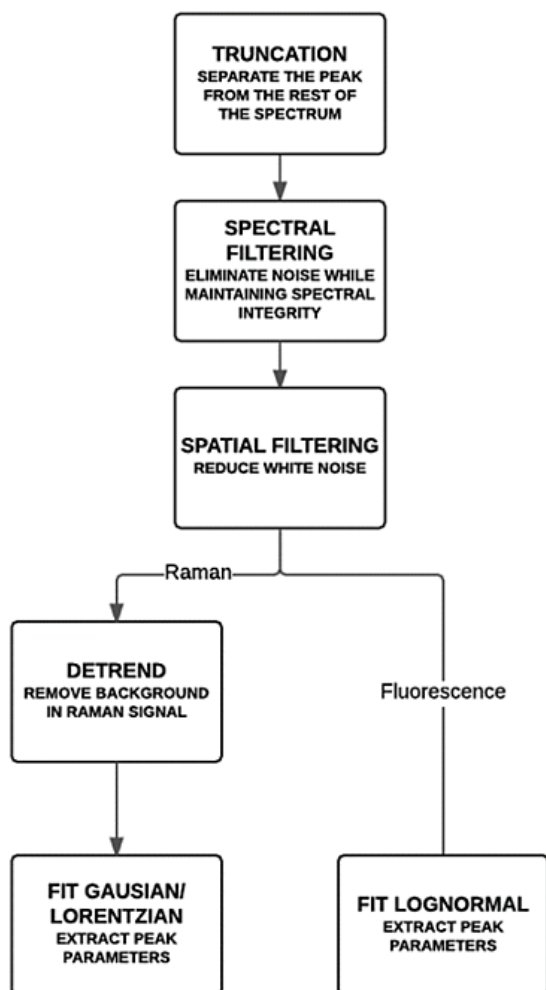 TRUNCATION
SEPARATE THE PEAK
FROM THE REST OF
THE SPECTRUM
SPECTRAL
FILTERING
ELIMINATE NOISE WHILE
MAINTAINING SPECTRAL
INTEGRITY
SPATIAL FILTERING
REDUCE WHITE NOISE
Raman
DETREND
REMOVE BACKGROUND
IN RAMAN SIGNAL
Fluorescence
FIT GAUSIAN/
LORENTZIAN
EXTRACT PEAK
PARAMETERS
FIT LOGNORMAL
EXTRACT PEAK
PARAMETERS